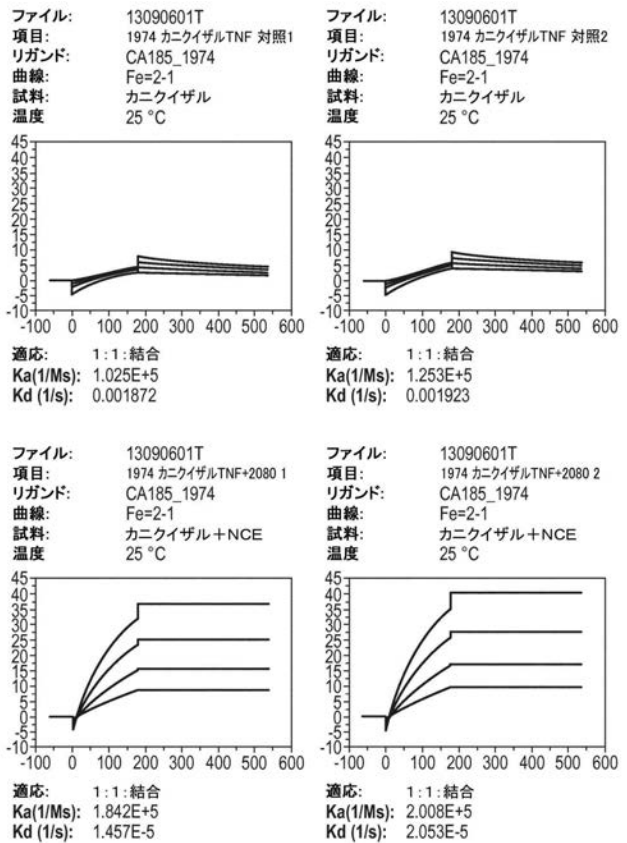 ファイル: 13090601T
項目: 1974 カニクイザルTNF 対照1
リガンド: CA185_1974
曲線: Fe=2-1
試料: カニクイザル
温度 25 °C
45
40
35
30
25
20
15
10
5
0
-5
-10
-100 0 100 200 300 400 500 600
適応: 1:1:結合
Ka(1/Ms): 1.025E+5
Kd (1/s): 0.001872
ファイル: 13090601T
項目: 1974 カニクイザルTNF 対照2
リガンド: CA185_1974
曲線: Fe=2-1
試料: カニクイザル
温度 25 °C
45
40
35
30
25
20
15
10
5
0
-5
-10
-100 0 100 200 300 400 500 600
適応: 1:1:結合
Ka(1/Ms): 1.253E+5
Kd (1/s): 0.001923
ファイル: 13090601T
項目: 1974 カニクイザルTNF+2080 1
リガンド: CA185_1974
曲線: Fe=2-1
試料: カニクイザル+NCE
温度 25 °C
45
40
35
30
25
20
15
10
5
0
-5
-10
-100 0 100 200 300 400 500 600
適応: 1:1:結合
Ka(1/Ms): 1.842E+5
Kd (1/s): 1.457E-5
ファイル: 13090601T
項目: 1974 カニクイザルTNF+2080 2
リガンド: CA185_1974
曲線: Fe=2-1
試料: カニクイザル+NCE
温度 25 °C
45
40
35
30
25
20
15
10
5
0
-5
-10
-100 0 100 200 300 400 500 600
適応: 1:1:結合
Ka(1/Ms): 2.008E+5
Kd (1/s): 2.053E-5